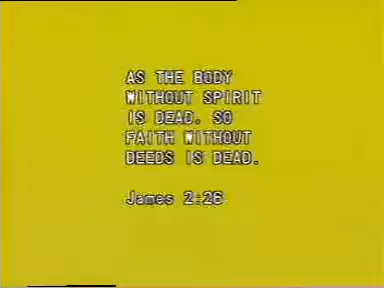 AS THE BODY
WITHOUT SPIRIT
IS DEAD. SO
FAITH WITHOUT
DEEDS IS DEAD.
James 2:26